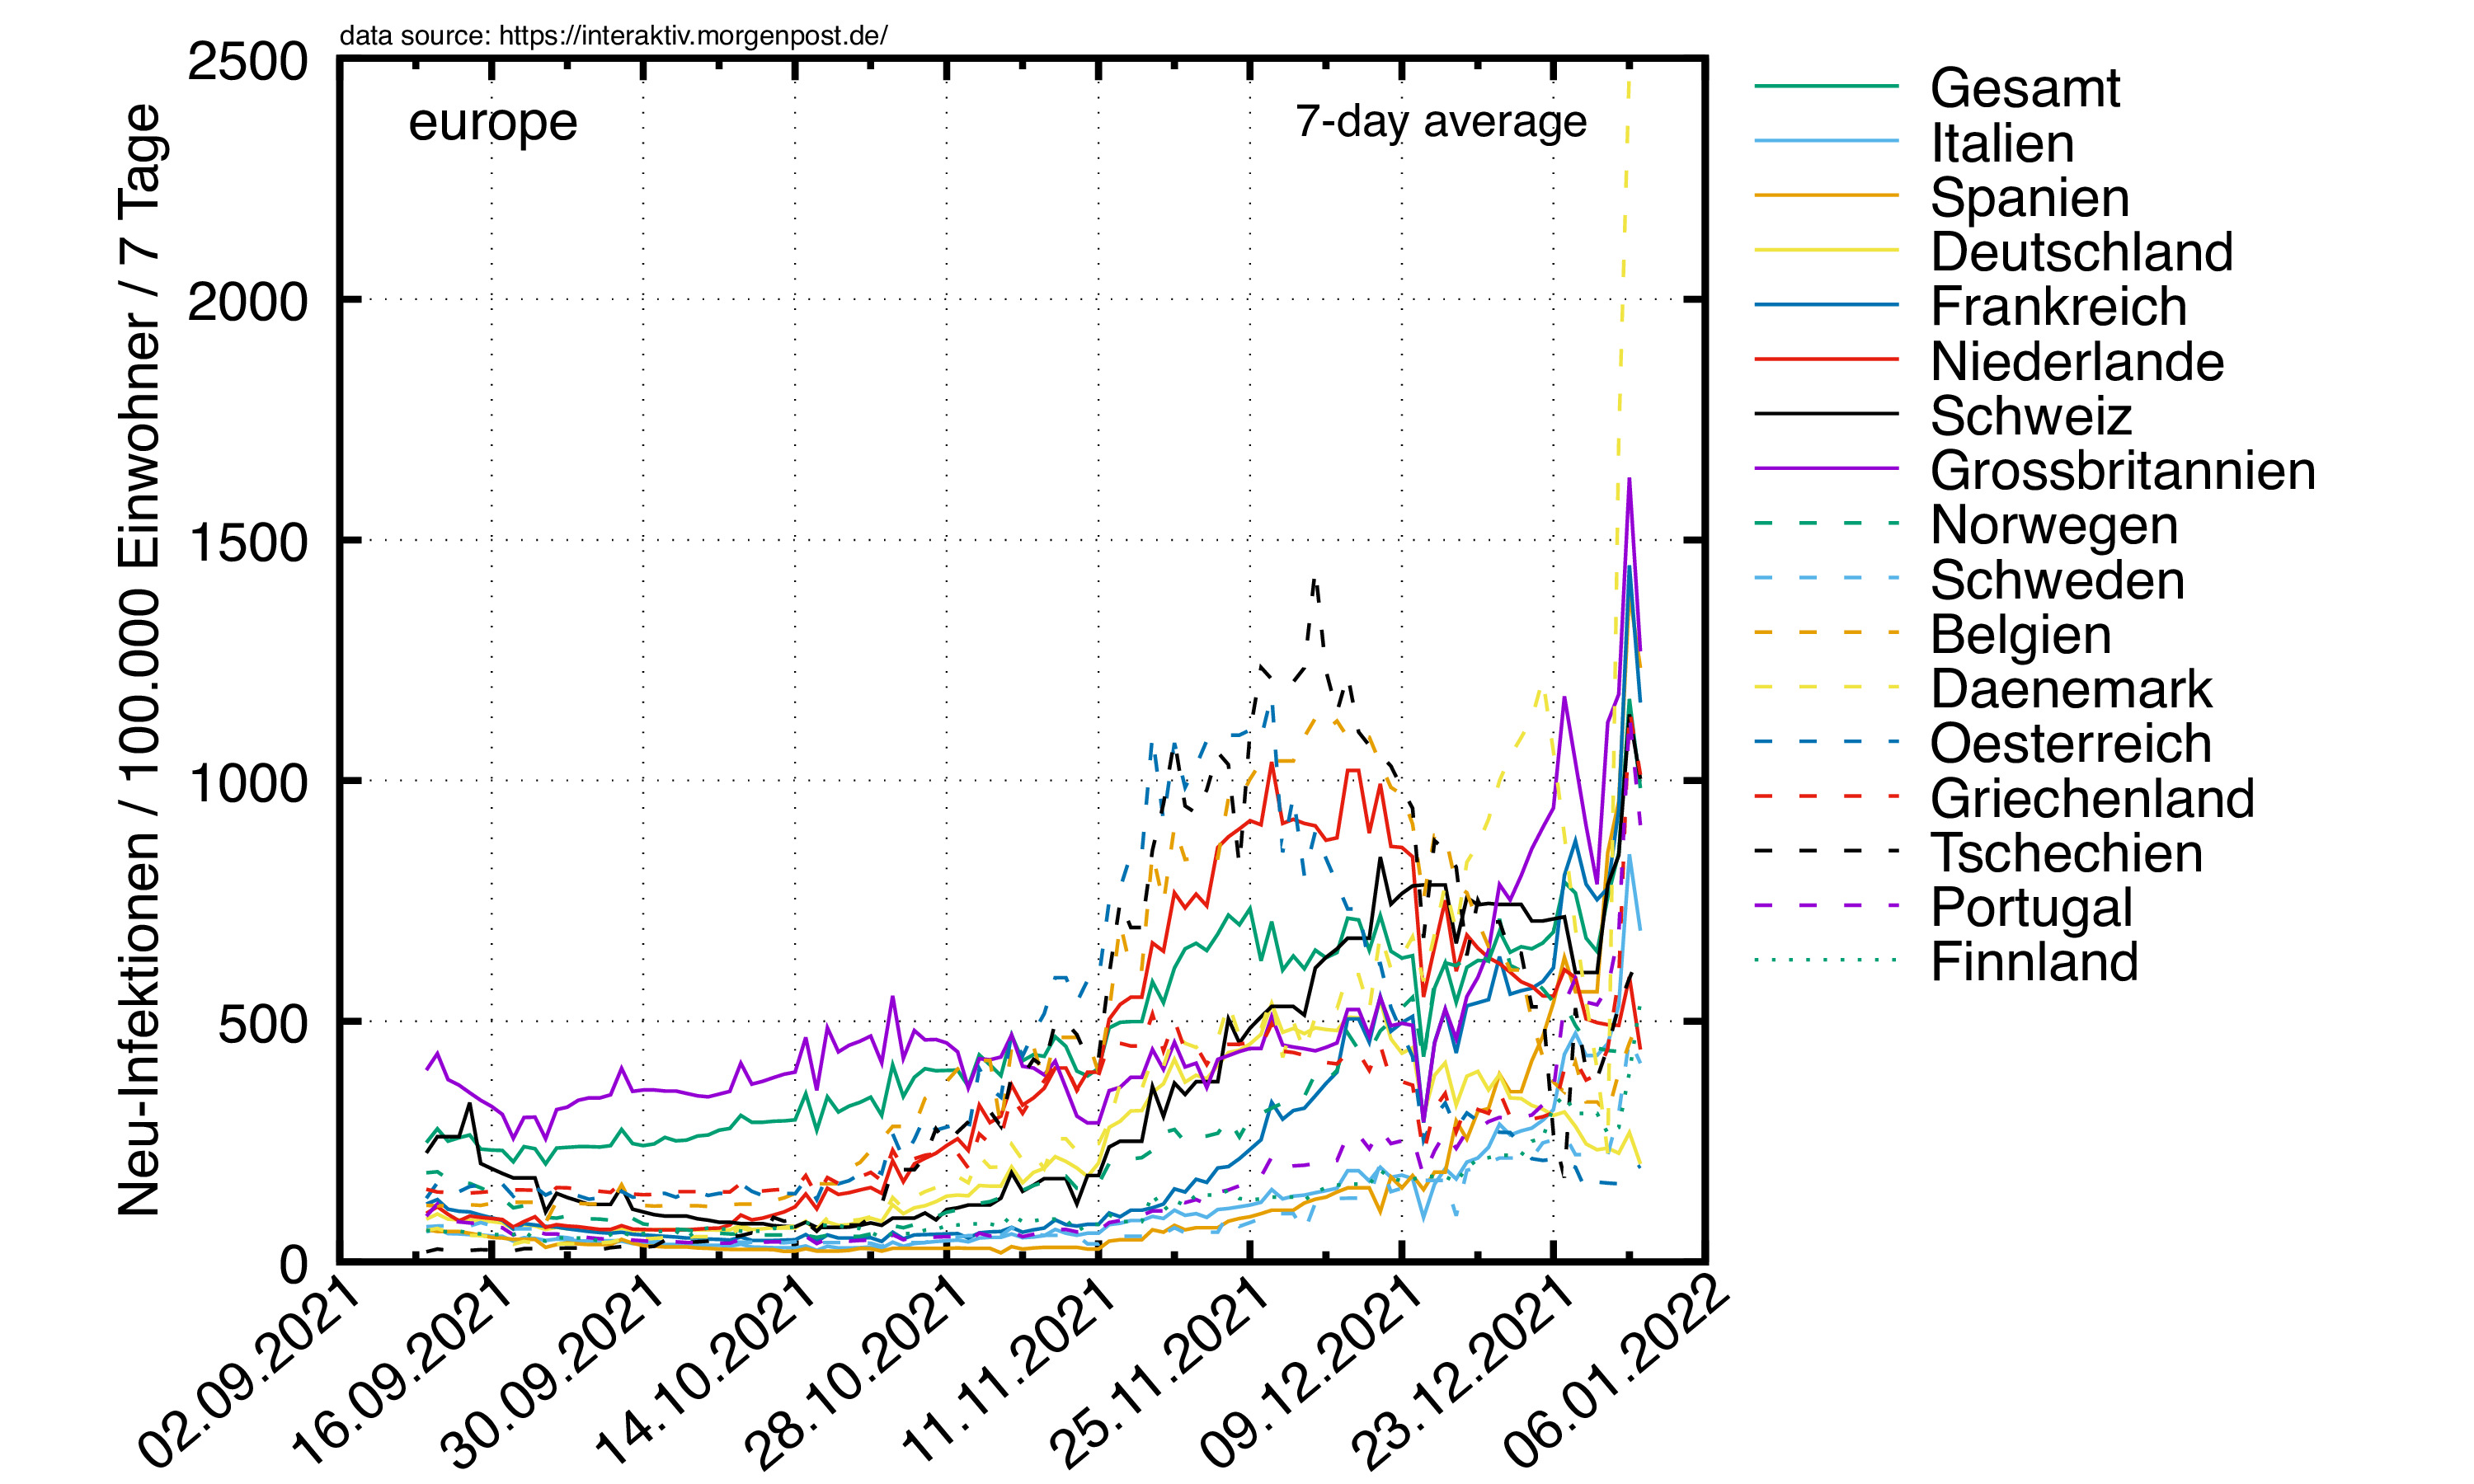 data source: https://interaktiv.morgenpost.de/
europe
7-day average
Neu-Infektionen / 100.000 Einwohner / 7 Tage
2500
2000
1500
1000
500
0
02.09.2021
16.09.2021
30.09.2021
14.10.2021
28.10.2021
11.11.2021
25.11.2021
09.12.2021
23.12.2021
06.01.2022
Gesamt
Italien
Spanien
Deutschland
Frankreich
Niederlande
Schweiz
Grossbritannien
Norwegen
Schweden
Belgien
Daenemark
Oesterreich
Griechenland
Tschechien
Portugal
Finnland